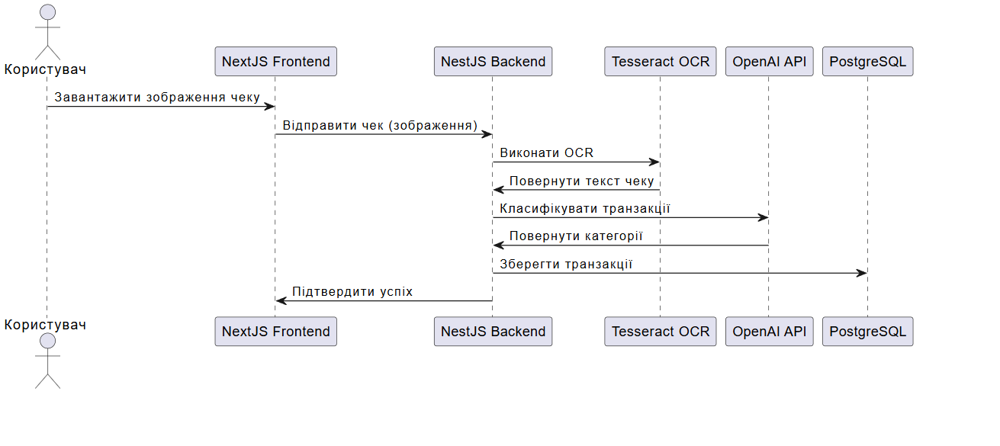 Користувач
NextJS Frontend
NestJS Backend
Tesseract OCR
OpenAI API
PostgreSQL
Завантажити зображення чеку
Відправити чек (зображення)
Виконати OCR
Повернути текст чеку
Класифікувати транзакції
Повернути категорії
Зберегти транзакції
Підтвердити успіх
Користувач
NextJS Frontend
NestJS Backend
Tesseract OCR
OpenAI API
PostgreSQL